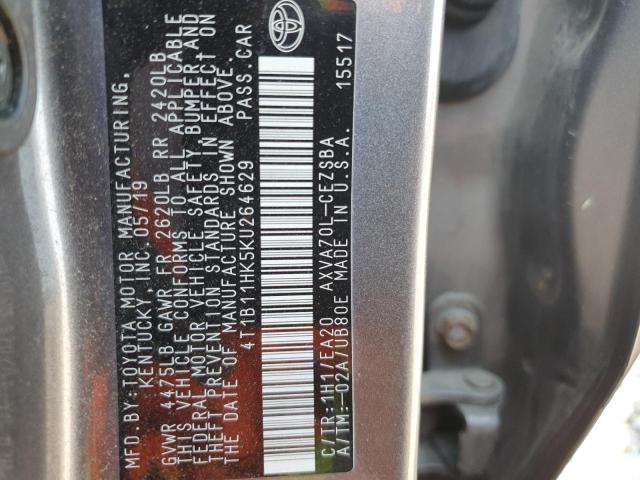 MFD.BY:TOYOTA MOTOR MANUFACTURING,
KENTUCKY, INC. 05/19
GVWR 4475LB GAWR FR 2620LB RR 2420LB
THIS VEHICLE CONFORMS TO ALL APPLICABLE
FEDERAL MOTOR VEHICLE SAFETY, BUMPER AND
THEFT PREVENTION STANDARDS IN EFFECT ON
THE DATE OF MANUFACTURE SHOWN ABOVE.
4T1B11HK5KU264629 PASS.CAR
C/TR:1H1/EA20 AXVA70L-CEZSBA
A/TM:-02A/UB80E MADE IN U.S.A. 15517